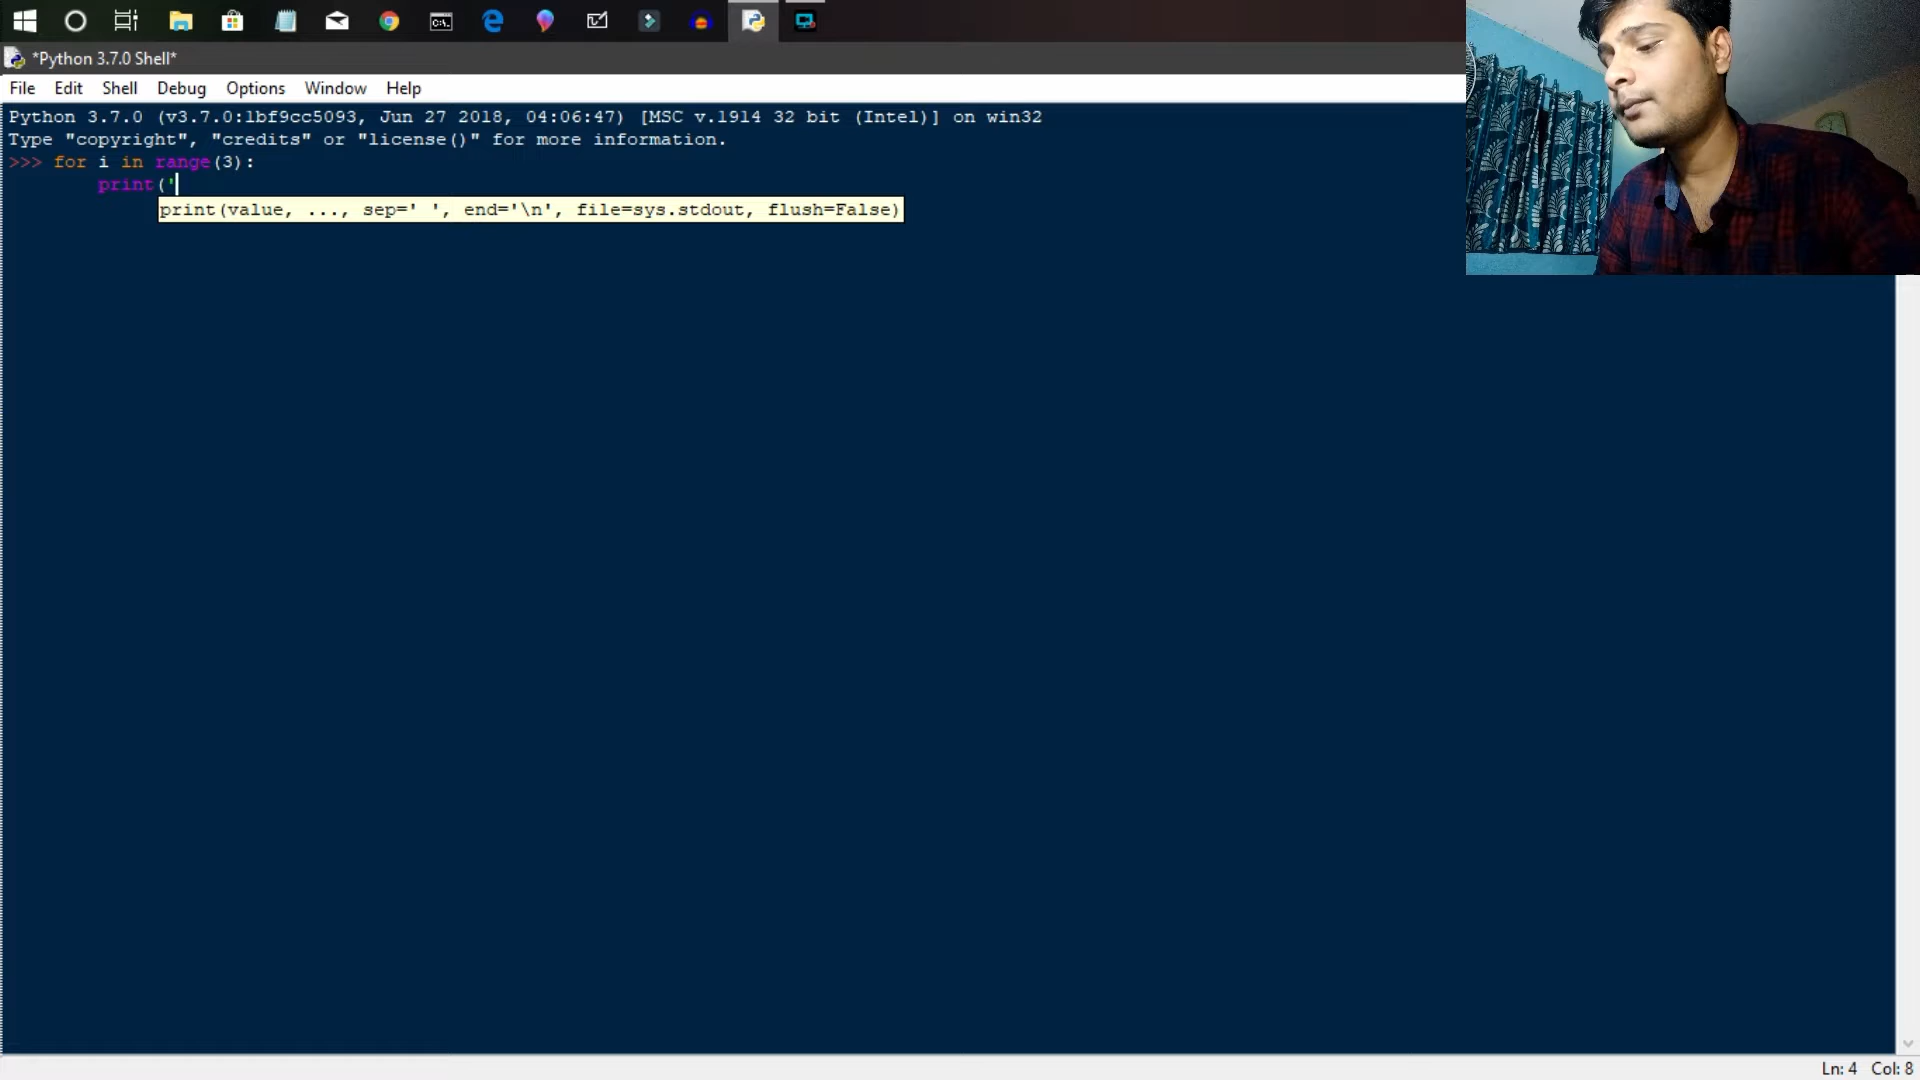 *Python 3.7.0 Shell*
File Edit Shell Debug Options Window Help
Python 3.7.0 (v3.7.0:1bf9cc5093, Jun 27 2018, 04:06:47) [MSC v.1914 32 bit (Intel)] on win32
Type "copyright", "credits" or "license()" for more information.
>>> for i in range(3):
print('
print(value, ..., sep=' ', end='\n', file=sys.stdout, flush=False)
Ln: 4 Col: 8